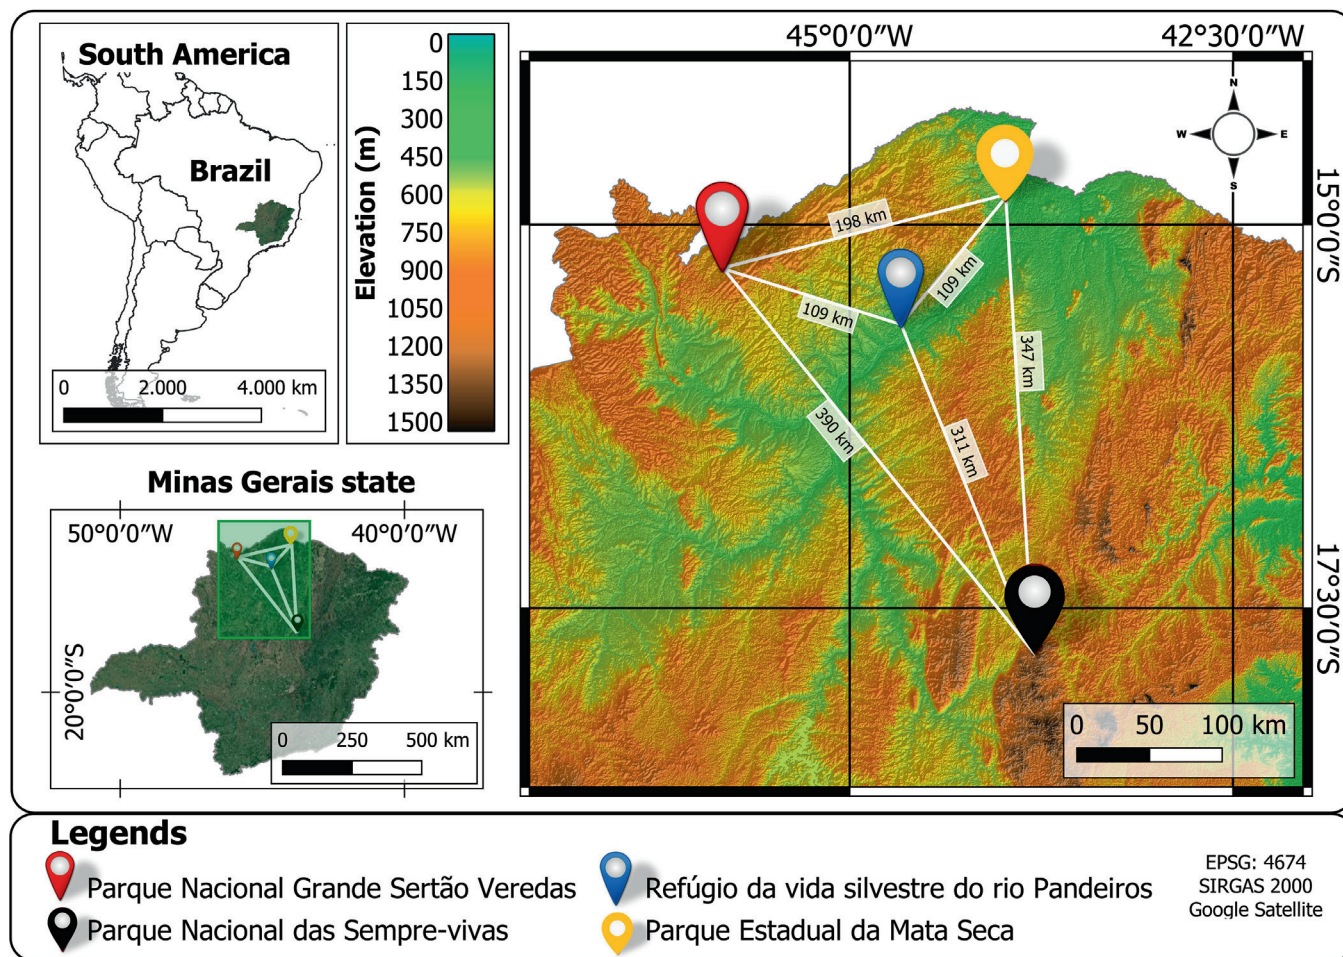 South America
Brazil
0
2.000
4.000 km
Elevation (m)
0
150
300
450
600
750
900
1050
1200
1350
1500
Minas Gerais state
50°0′0″W
40°0′0″W
20°0′0″S
0
250
500 km
45°0′0″W
42°30′0″W
15°0′0″S
17°30′0″S
N
W
E
S
198 km
109 km
109 km
347 km
390 km
311 km
0
50
100 km
Legends
Parque Nacional Grande Sertão Veredas
Refúgio da vida silvestre do rio Pandeiros
Parque Nacional das Sempre-vivas
Parque Estadual da Mata Seca
EPSG: 4674
SIRGAS 2000
Google Satellite